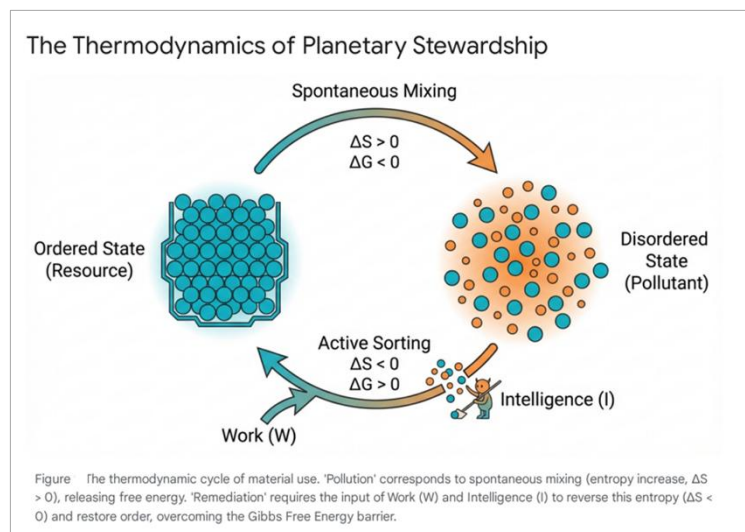 The Thermodynamics of Planetary Stewardship
Spontaneous Mixing
ΔS > 0
ΔG < 0
Ordered State
(Resource)
Disordered
State
(Pollutant)
Active Sorting
ΔS < 0
ΔG > 0
Intelligence (I)
Work (W)
Figure The thermodynamic cycle of material use. 'Pollution' corresponds to spontaneous mixing (entropy increase, ΔS
> 0), releasing free energy. 'Remediation' requires the input of Work (W) and Intelligence (I) to reverse this entropy (ΔS <
0) and restore order, overcoming the Gibbs Free Energy barrier.